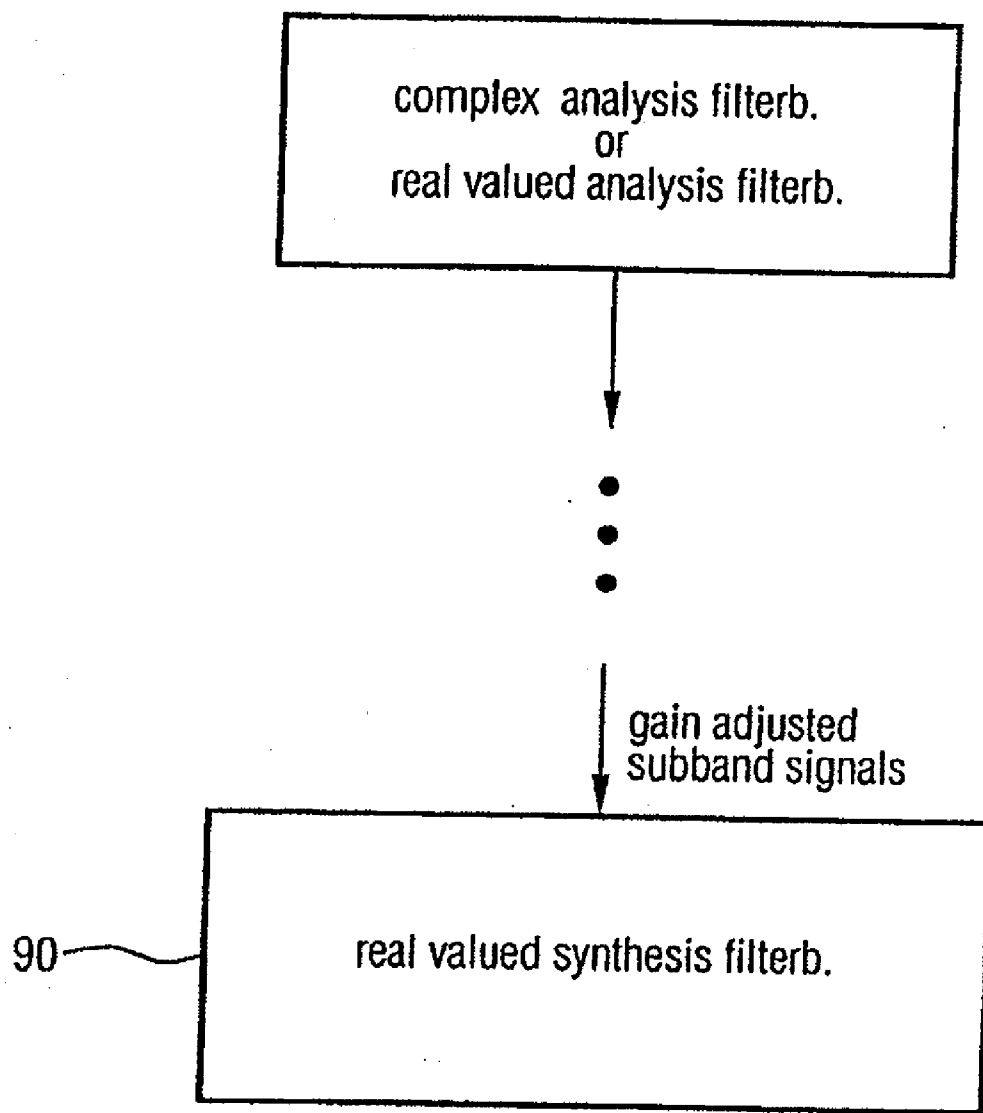 complex analysis filterb.
or
real valued analysis filterb.
gain adjusted
subband signals
90
real valued synthesis filterb.